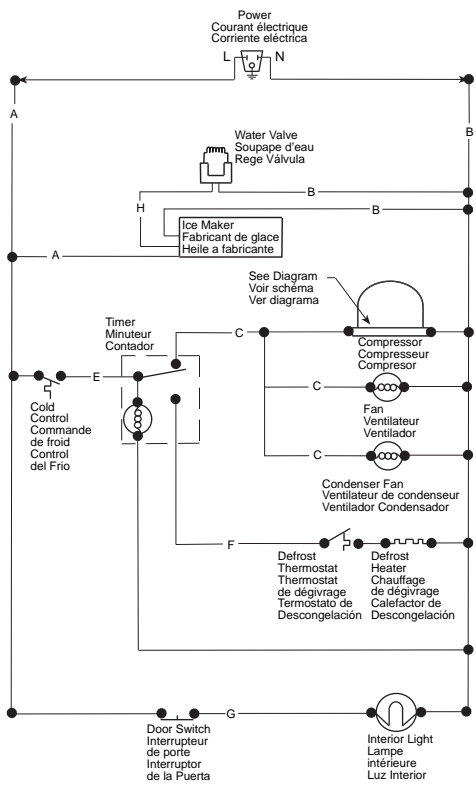 Power
Courant électrique
Corriente eléctrica
L
N
A
B
Water Valve
Soupape d'eau
Rege Válvula
H
B
B
Ice Maker
Fabricant de glace
Heile a fabricante
A
See Diagram
Voir schéma
Ver diagrama
Timer
Minuteur
Contador
C
Compressor
Compresseur
Compresor
E
C
Cold
Control
Commande
de froid
Control
del Frio
Fan
Ventilateur
Ventilador
C
Condenser Fan
Ventilateur de condenseur
Ventilador Condensador
F
Defrost
Thermostat
Thermostat
de dégivrage
Termostato de
Descongelación
Defrost
Heater
Chauffage
de dégivrage
Calefactor de
Descongelación
G
Door Switch
Interrupteur
de porte
Interruptor
de la Puerta
Interior Light
Lampe
intérieure
Luz Interior